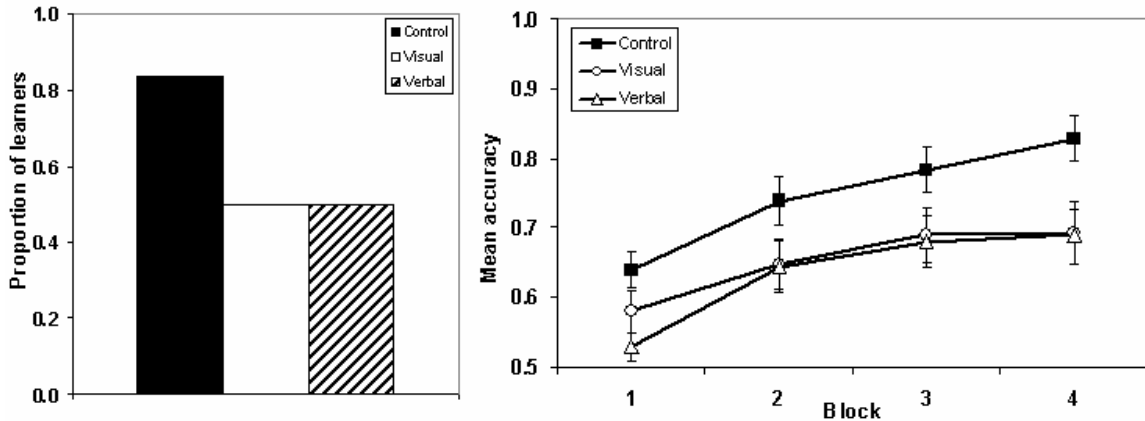 Proportion of learners
1.0
0.8
0.6
0.4
0.2
0.0
Control
Visual
Verbal
Mean accuracy
1.0
0.9
0.8
0.7
0.6
0.5
Control
Visual
Verbal
1 2 3 4
Block